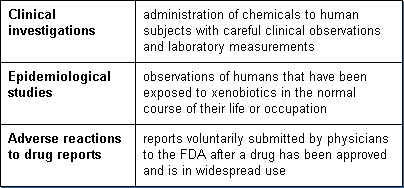 Clinical investigations
administration of chemicals to human
subjects with careful clinical observations
and laboratory measurements
Epidemiological studies
observations of humans that have been
exposed to xenobiotics in the normal
course of their life or occupation
Adverse reactions to drug reports
reports voluntarily submitted by physicians
to the FDA after a drug has been approved
and is in widespread use